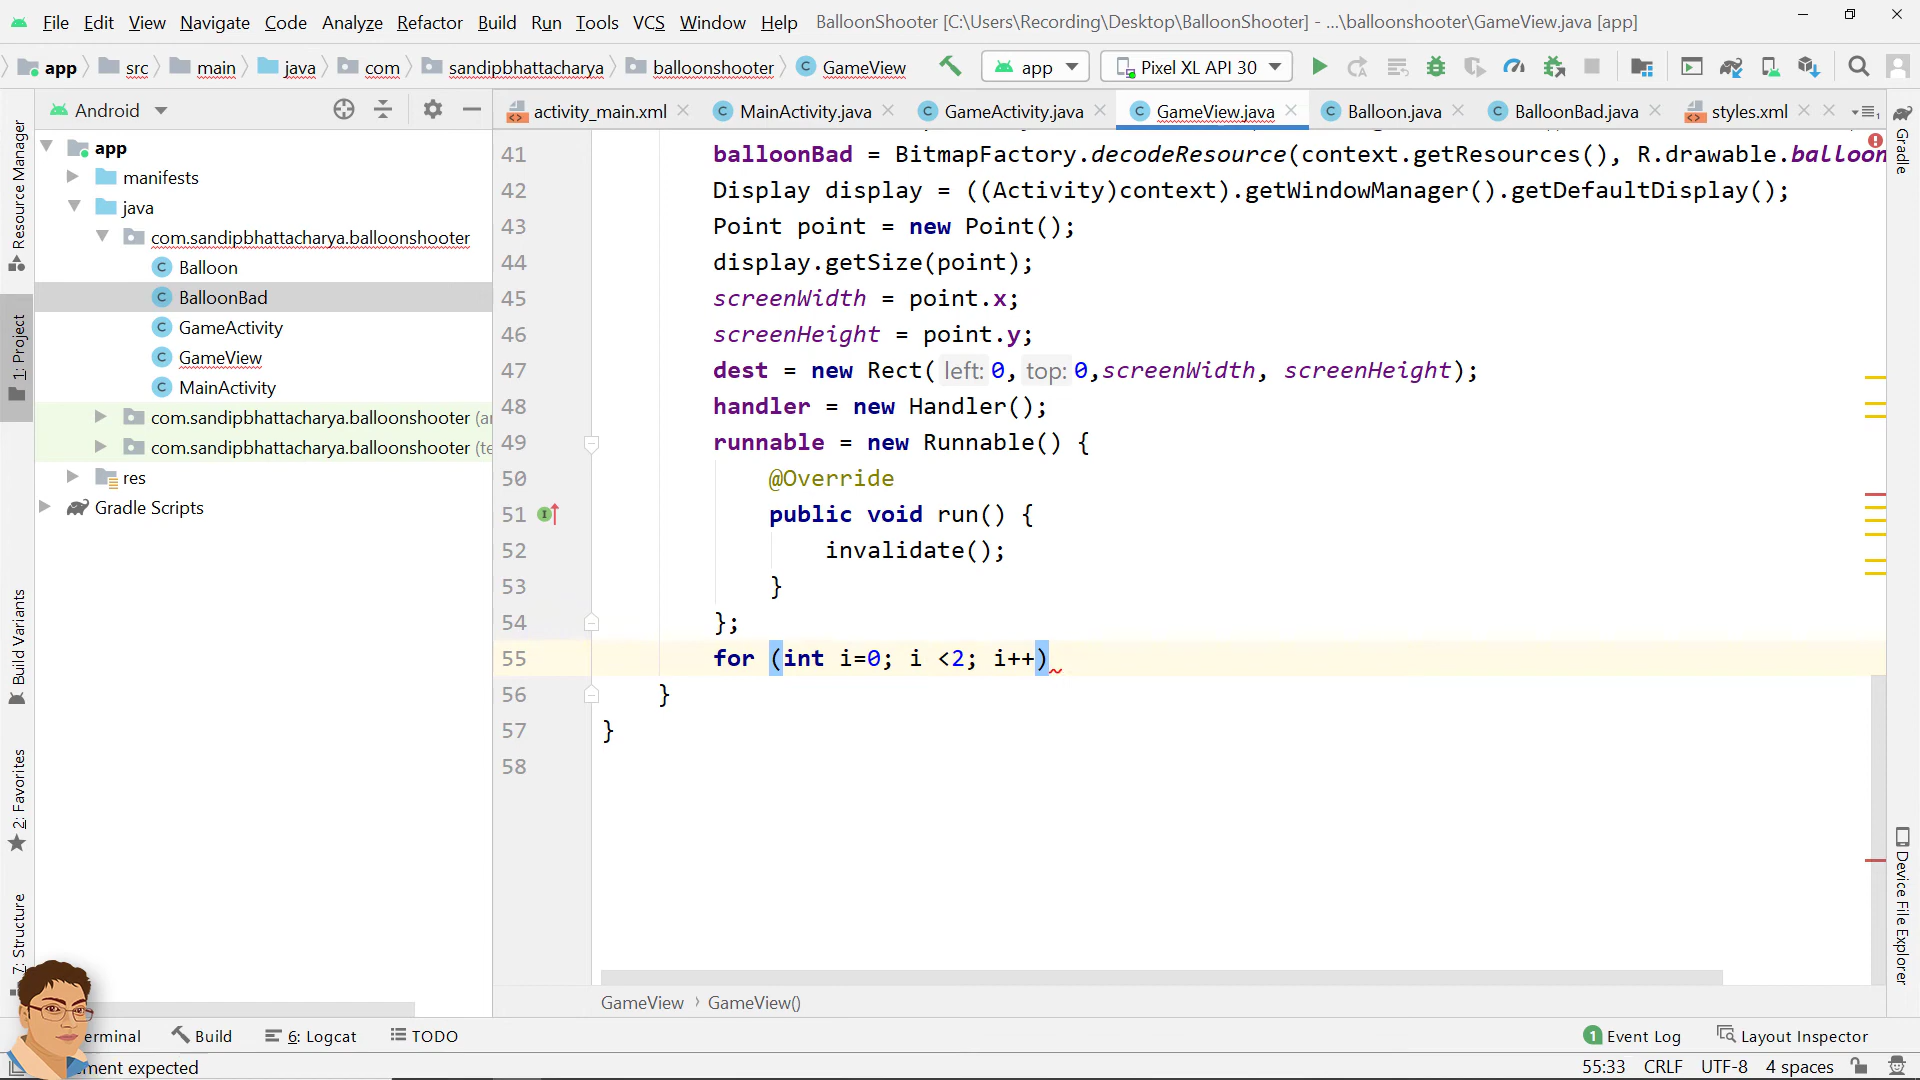 File Edit View Navigate Code Analyze Refactor Build Run Tools VCS Window Help BalloonShooter [C:\Users\Recording\Desktop\BalloonShooter] - ...\balloonshooter\GameView.java [app]
app src main java com sandipbhattacharya balloonshooter GameView app Pixel XL API 30
Android activity_main.xml MainActivity.java GameActivity.java GameView.java Balloon.java BalloonBad.java styles.xml
app
manifests
java
com.sandipbhattacharya.balloonshooter
Balloon
BalloonBad
GameActivity
GameView
MainActivity
com.sandipbhattacharya.balloonshooter (ar
com.sandipbhattacharya.balloonshooter (te
res
Gradle Scripts
Resource Manager
1: Project
Build Variants
2: Favorites
7: Structure
41 balloonBad = BitmapFactory.decodeResource(context.getResources(), R.drawable.balloon
42 Display display = ((Activity)context).getWindowManager().getDefaultDisplay();
43 Point point = new Point();
44 display.getSize(point);
45 screenWidth = point.x;
46 screenHeight = point.y;
47 dest = new Rect( left: 0, top: 0,screenWidth, screenHeight);
48 handler = new Handler();
49 runnable = new Runnable() {
50 @Override
51 public void run() {
52 invalidate();
53 }
54 };
55 for (int i=0; i <2; i++)
56 }
57 }
58
Gradle
Device File Explorer
GameView › GameView()
erminal Build 6: Logcat TODO 1 Event Log Layout Inspector
ment expected 55:33 CRLF UTF-8 4 spaces